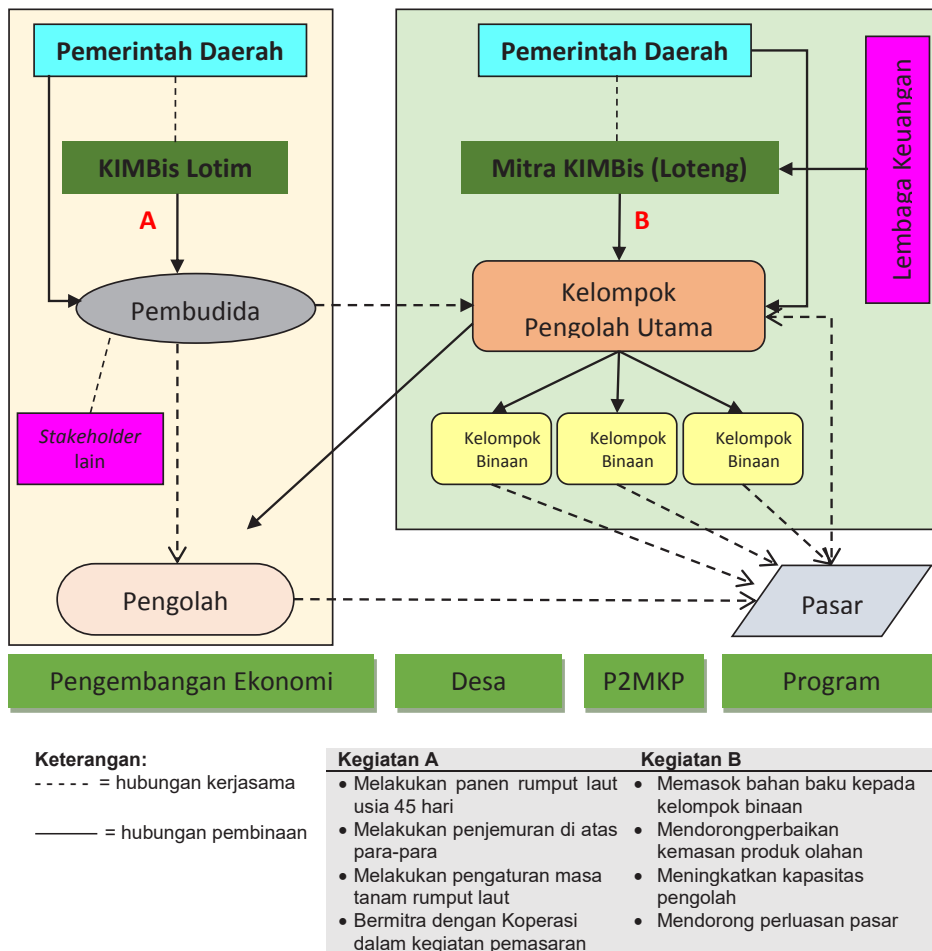 Pemerintah Daerah
KIMBis Lotim
A
Pembudida
Stakeholder
lain
Pengolah
Pemerintah Daerah
Mitra KIMBis (Loteng)
B
Lembaga Keuangan
Kelompok
Pengolah Utama
Kelompok
Binaan
Kelompok
Binaan
Kelompok
Binaan
Pasar
Pengembangan Ekonomi
Desa
P2MKP
Program
Keterangan:
----- = hubungan kerjasama
—— = hubungan pembinaan
Kegiatan A
• Melakukan panen rumput laut
usia 45 hari
• Melakukan penjemuran di atas
para-para
• Melakukan pengaturan masa
tanam rumput laut
• Bermitra dengan Koperasi
dalam kegiatan pemasaran
Kegiatan B
• Memasok bahan baku kepada
kelompok binaan
• Mendorongperbaikan
kemasan produk olahan
• Meningkatkan kapasitas
pengolah
• Mendorong perluasan pasar